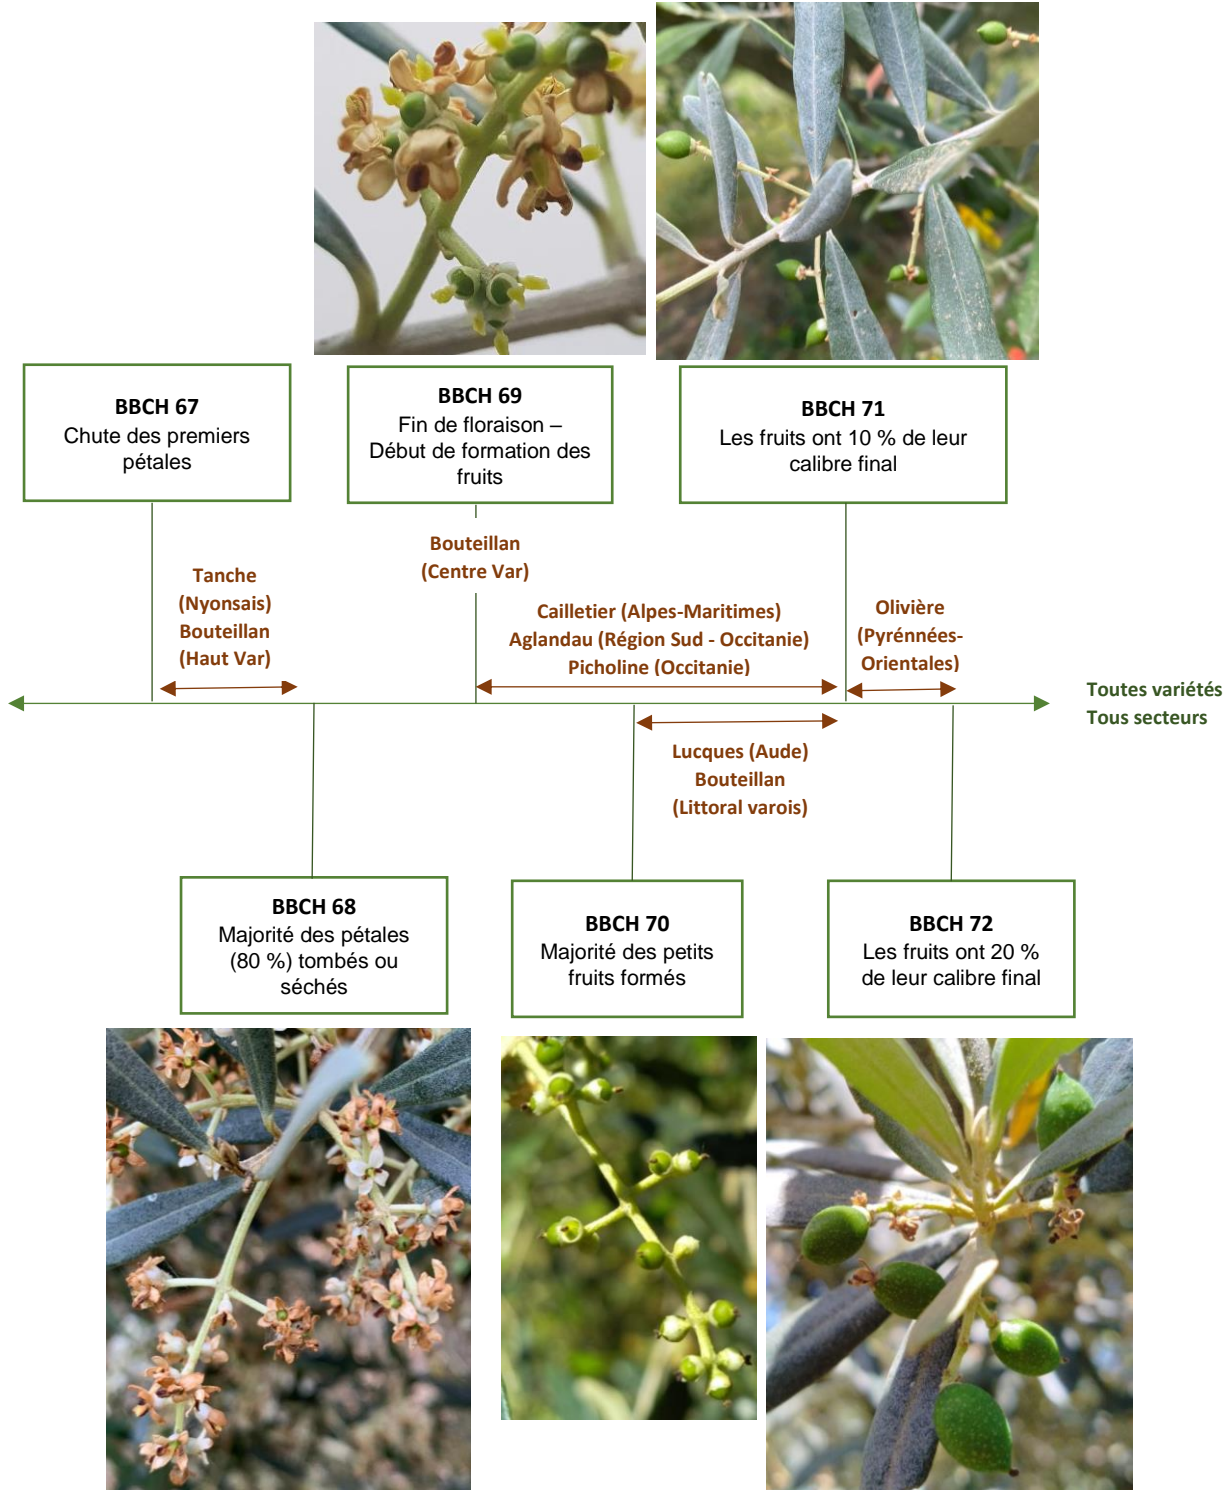 BBCH 67
Chute des premiers
pétales
BBCH 69
Fin de floraison –
Début de formation des
fruits
BBCH 71
Les fruits ont 10 % de leur
calibre final
Tanche
(Nyonsais)
Bouteillan
(Haut Var)
Bouteillan
(Centre Var)
Cailletier (Alpes-Maritimes)
Aglandau (Région Sud - Occitanie)
Picholine (Occitanie)
Olivière
(Pyrénnées-
Orientales)
Toutes variétés
Tous secteurs
Lucques (Aude)
Bouteillan
(Littoral varois)
BBCH 68
Majorité des pétales
(80 %) tombés ou
séchés
BBCH 70
Majorité des petits
fruits formés
BBCH 72
Les fruits ont 20 %
de leur calibre final